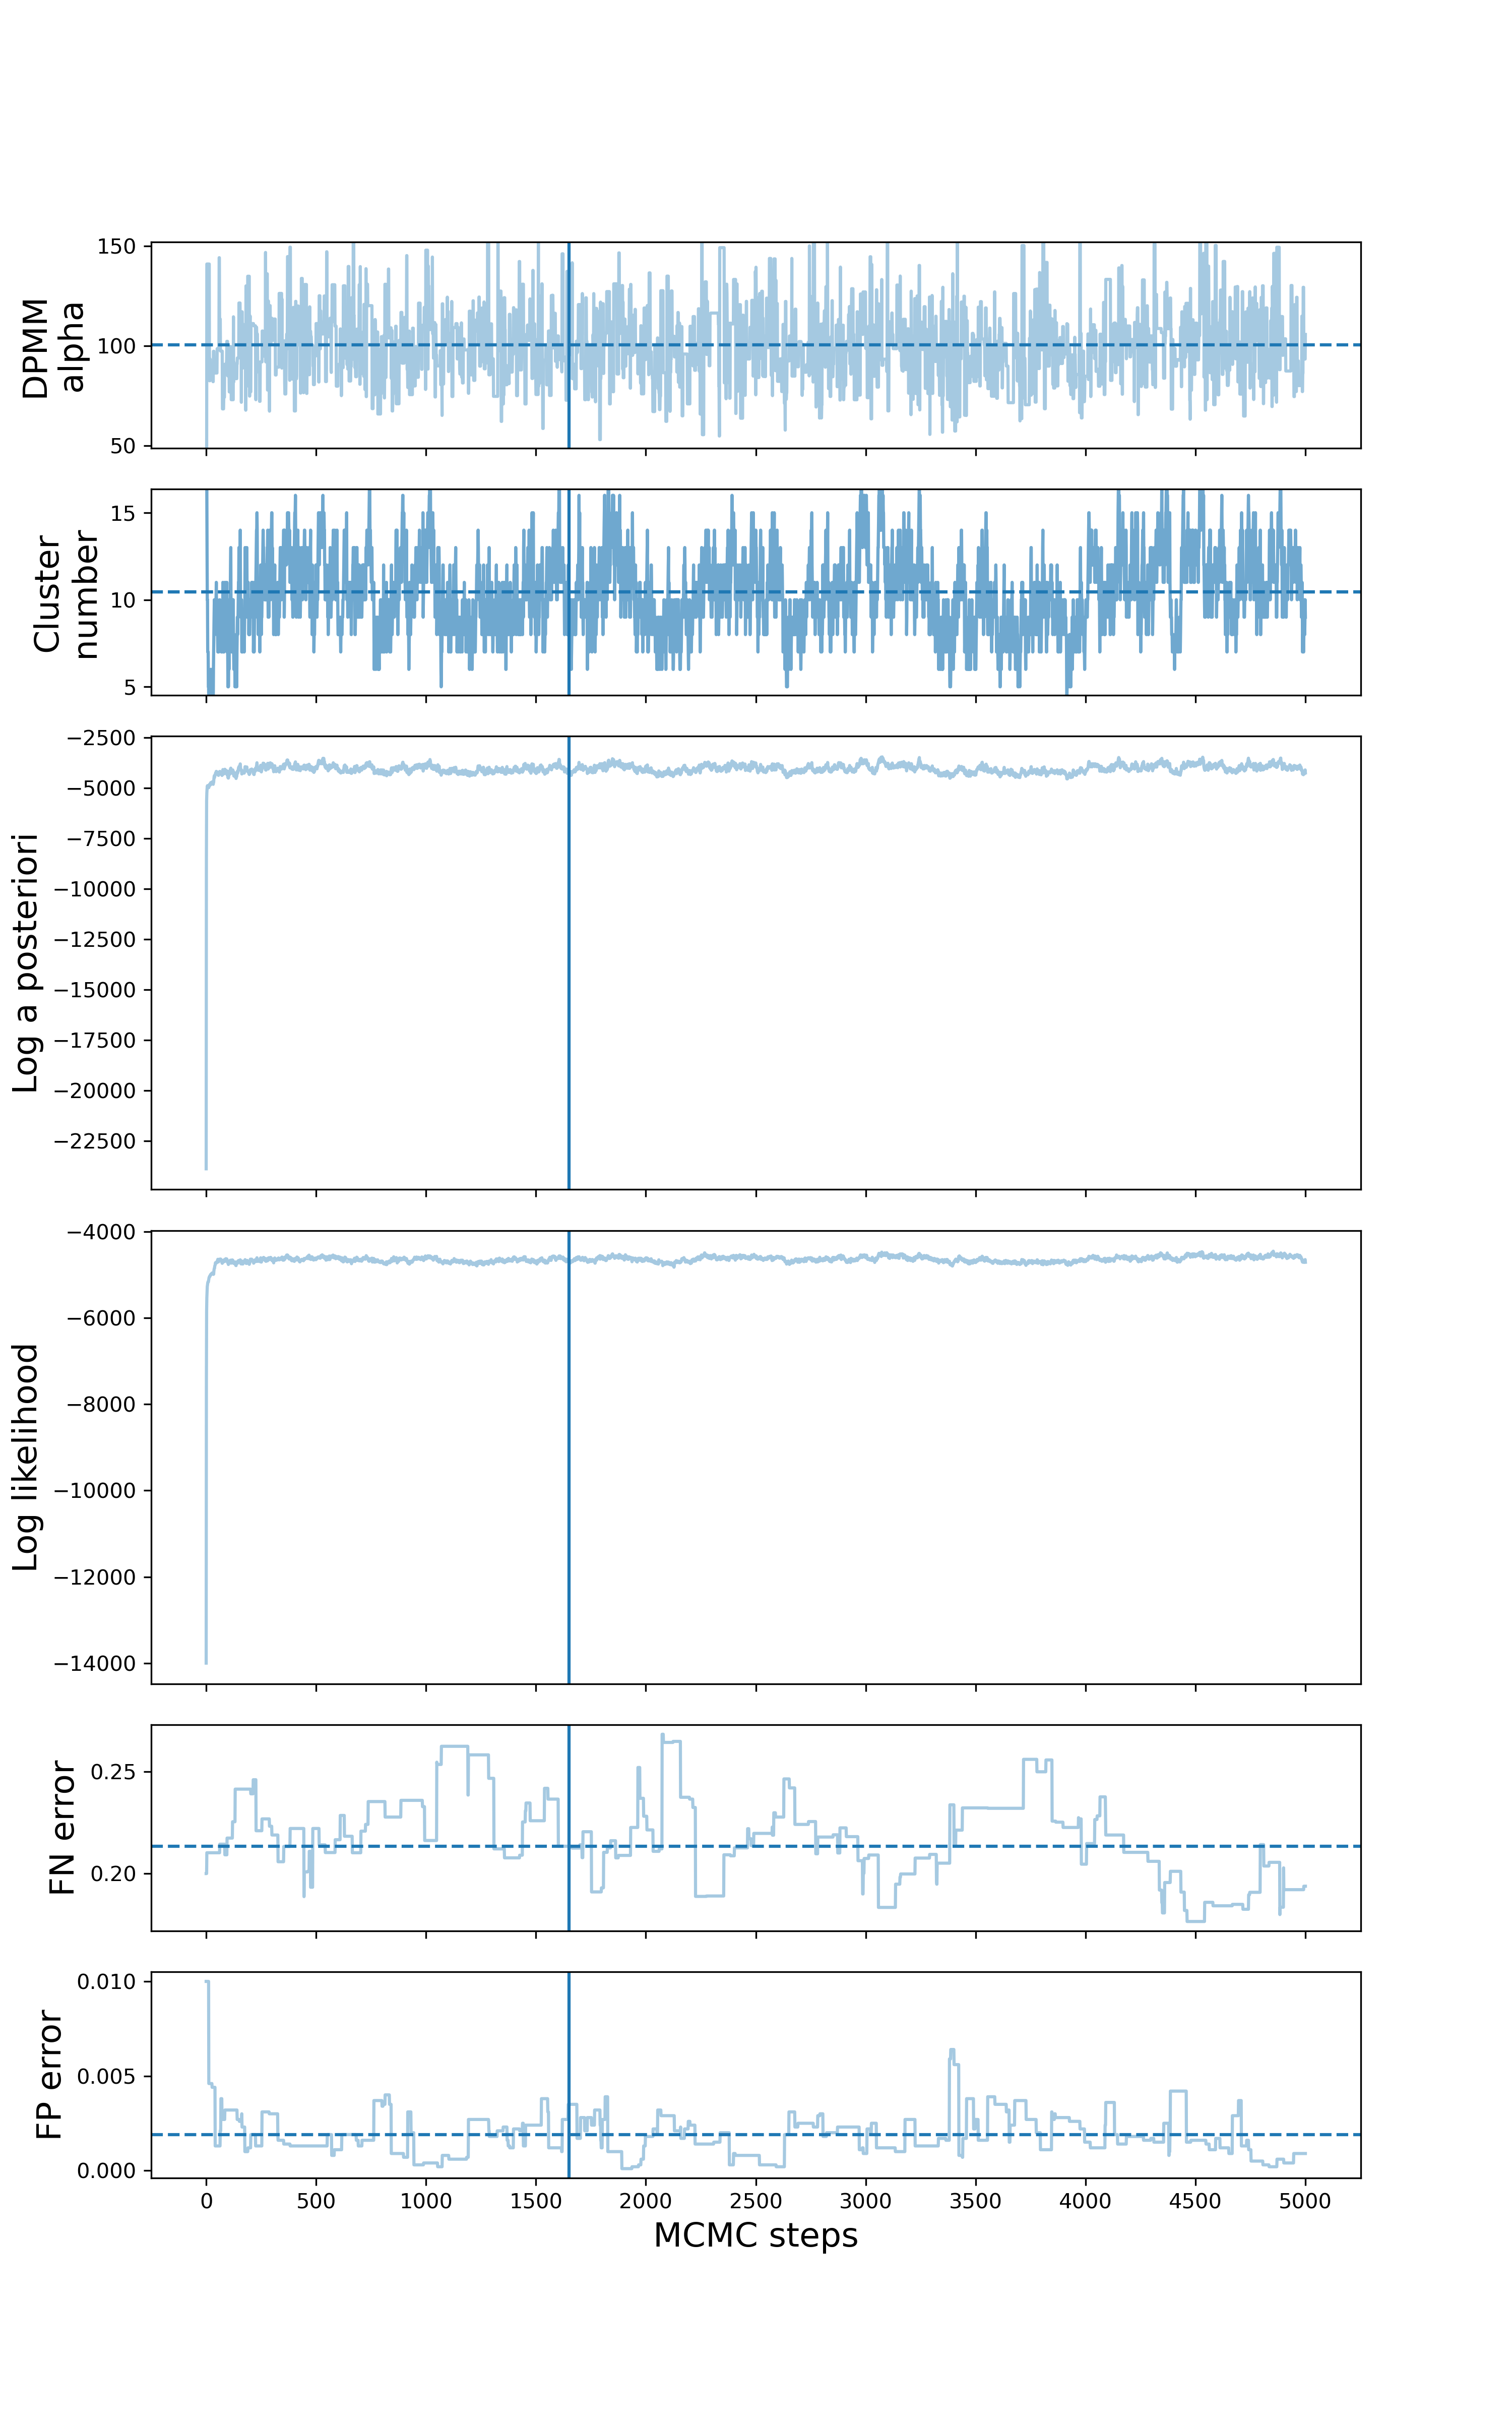 DPMM
alpha
150
100
50
Cluster
number
15
10
5
Log a posteriori
−2500
−5000
−7500
−10000
−12500
−15000
−17500
−20000
−22500
Log likelihood
−4000
−6000
−8000
−10000
−12000
−14000
FN error
0.25
0.20
FP error
0.010
0.005
0.000
0 500 1000 1500 2000 2500 3000 3500 4000 4500 5000
MCMC steps